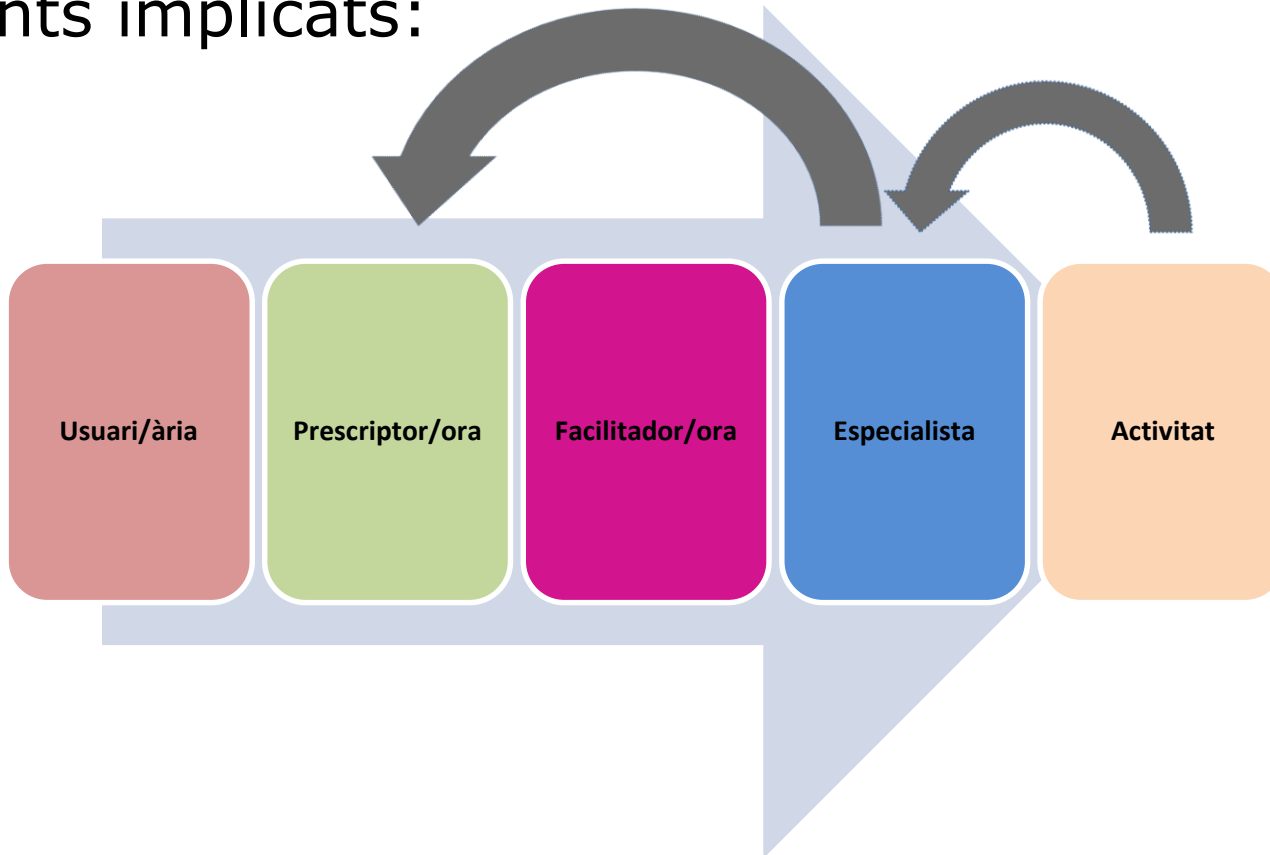 nts implicats:
Usuari/ària
Prescriptor/ora
Facilitador/ora
Especialista
Activitat